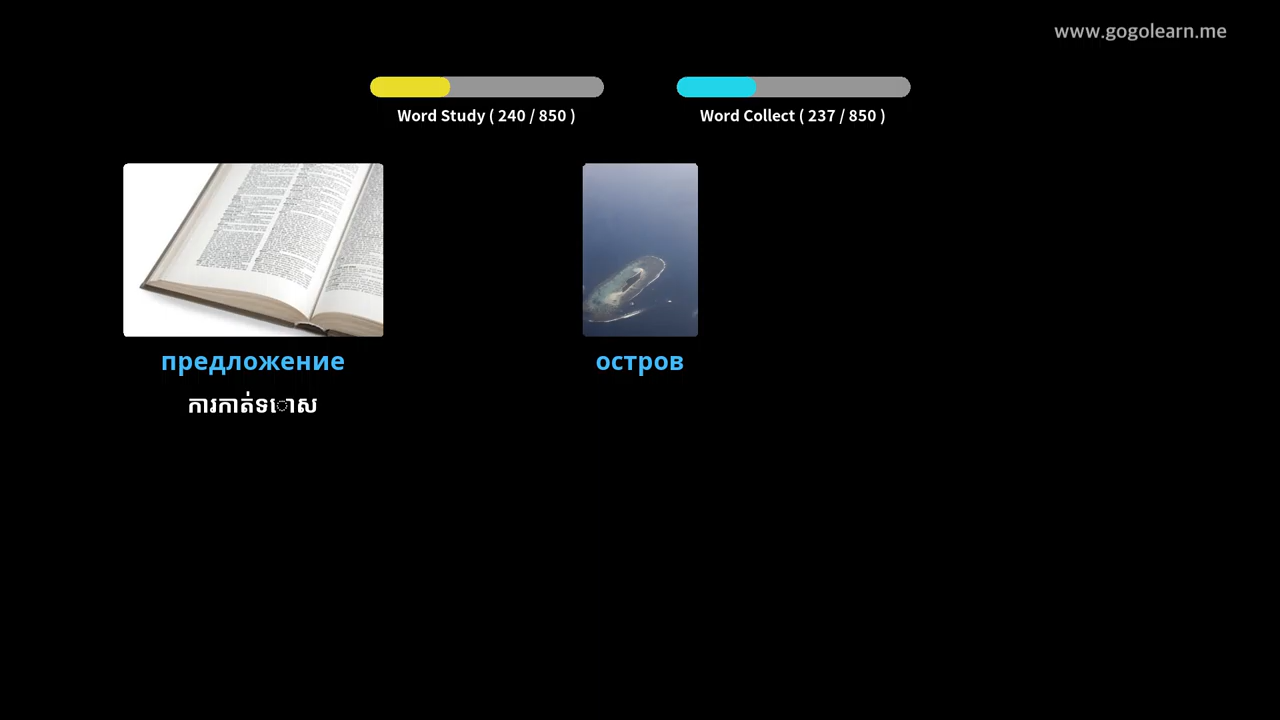 www.gogolearn.me
Word Study ( 240 / 850 )
Word Collect ( 237 / 850 )
предложение
остров
ការកាត់ទោស